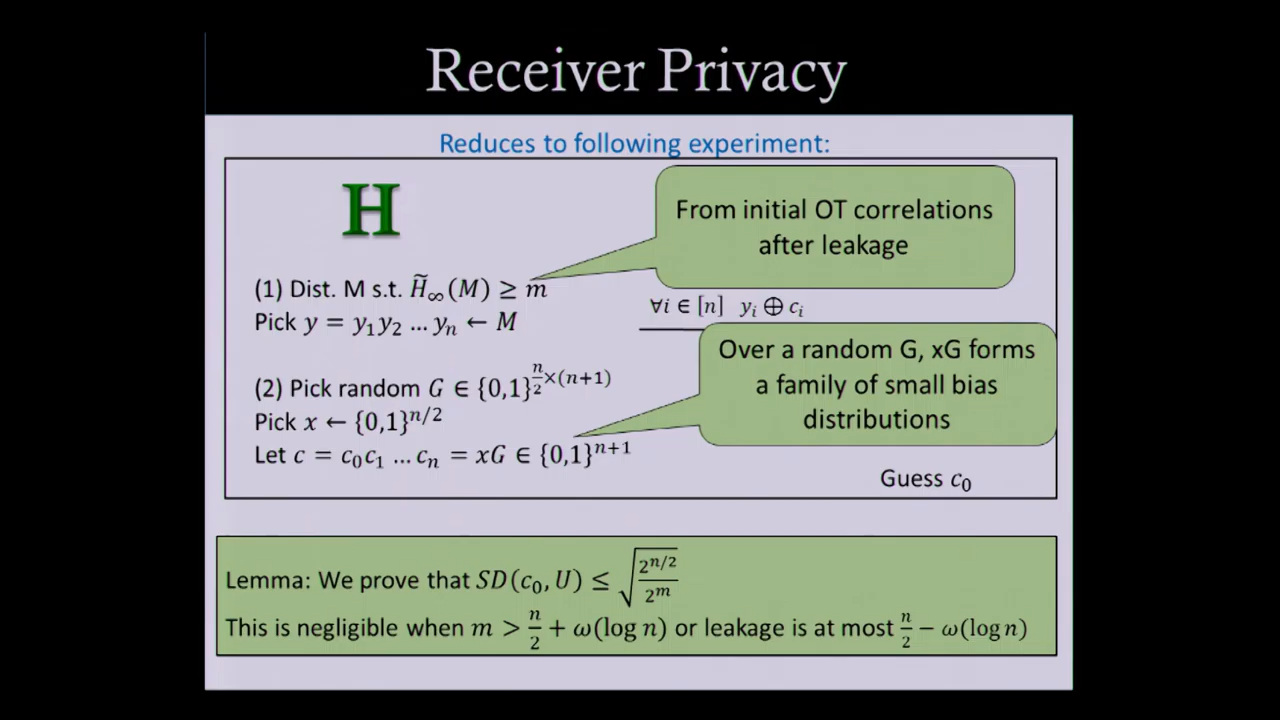 Receiver Privacy
Reduces to following experiment:
H
From initial OT correlations
after leakage
(1) Dist. M s.t. H̃∞(M) ≥ m
Pick y = y₁y₂ … yₙ ← M
∀i ∈ [n] yᵢ ⊕ cᵢ
Over a random G, xG forms
a family of small bias
distributions
(2) Pick random G ∈ {0,1}^{n/2×(n+1)}
Pick x ← {0,1}^{n/2}
Let c = c₀c₁ … cₙ = xG ∈ {0,1}^{n+1}
Guess c₀
Lemma: We prove that SD(c₀, U) ≤ √(2^{n/2}/2^m)
This is negligible when m > n/2 + ω(log n) or leakage is at most n/2 − ω(log n)